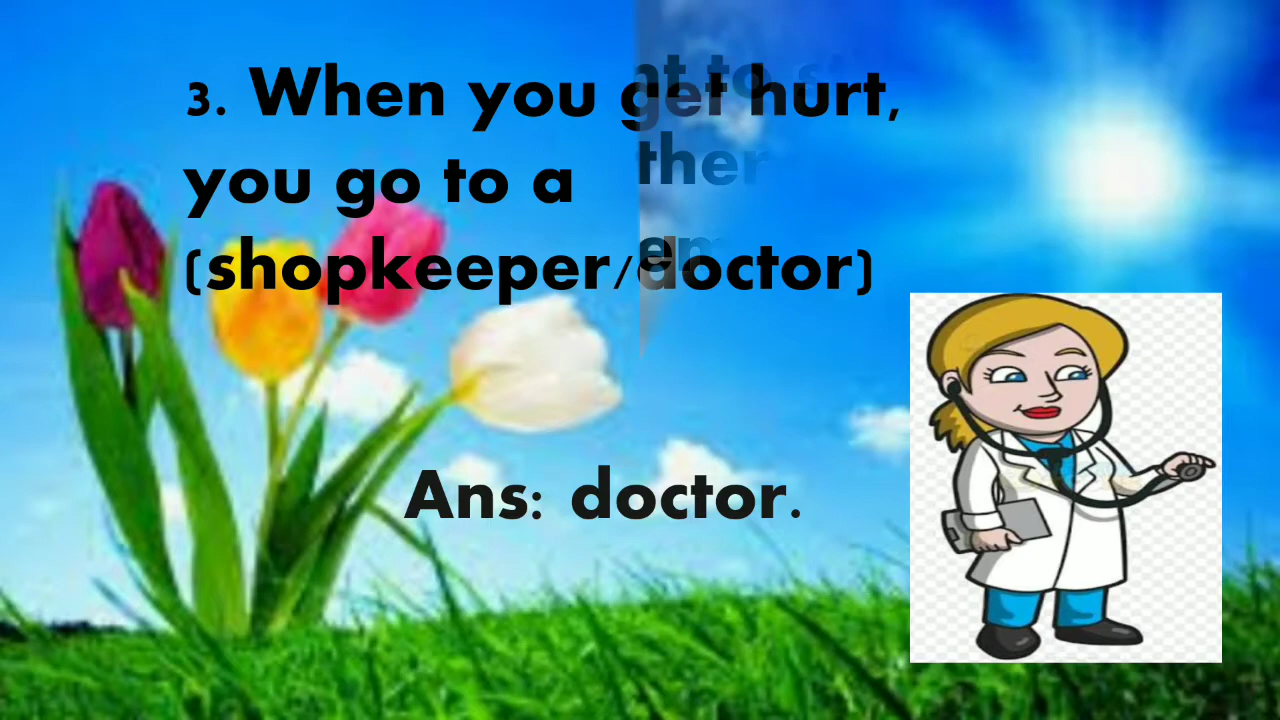 3. When you get hurt,
you go to a
(shopkeeper/doctor)
Ans: doctor.